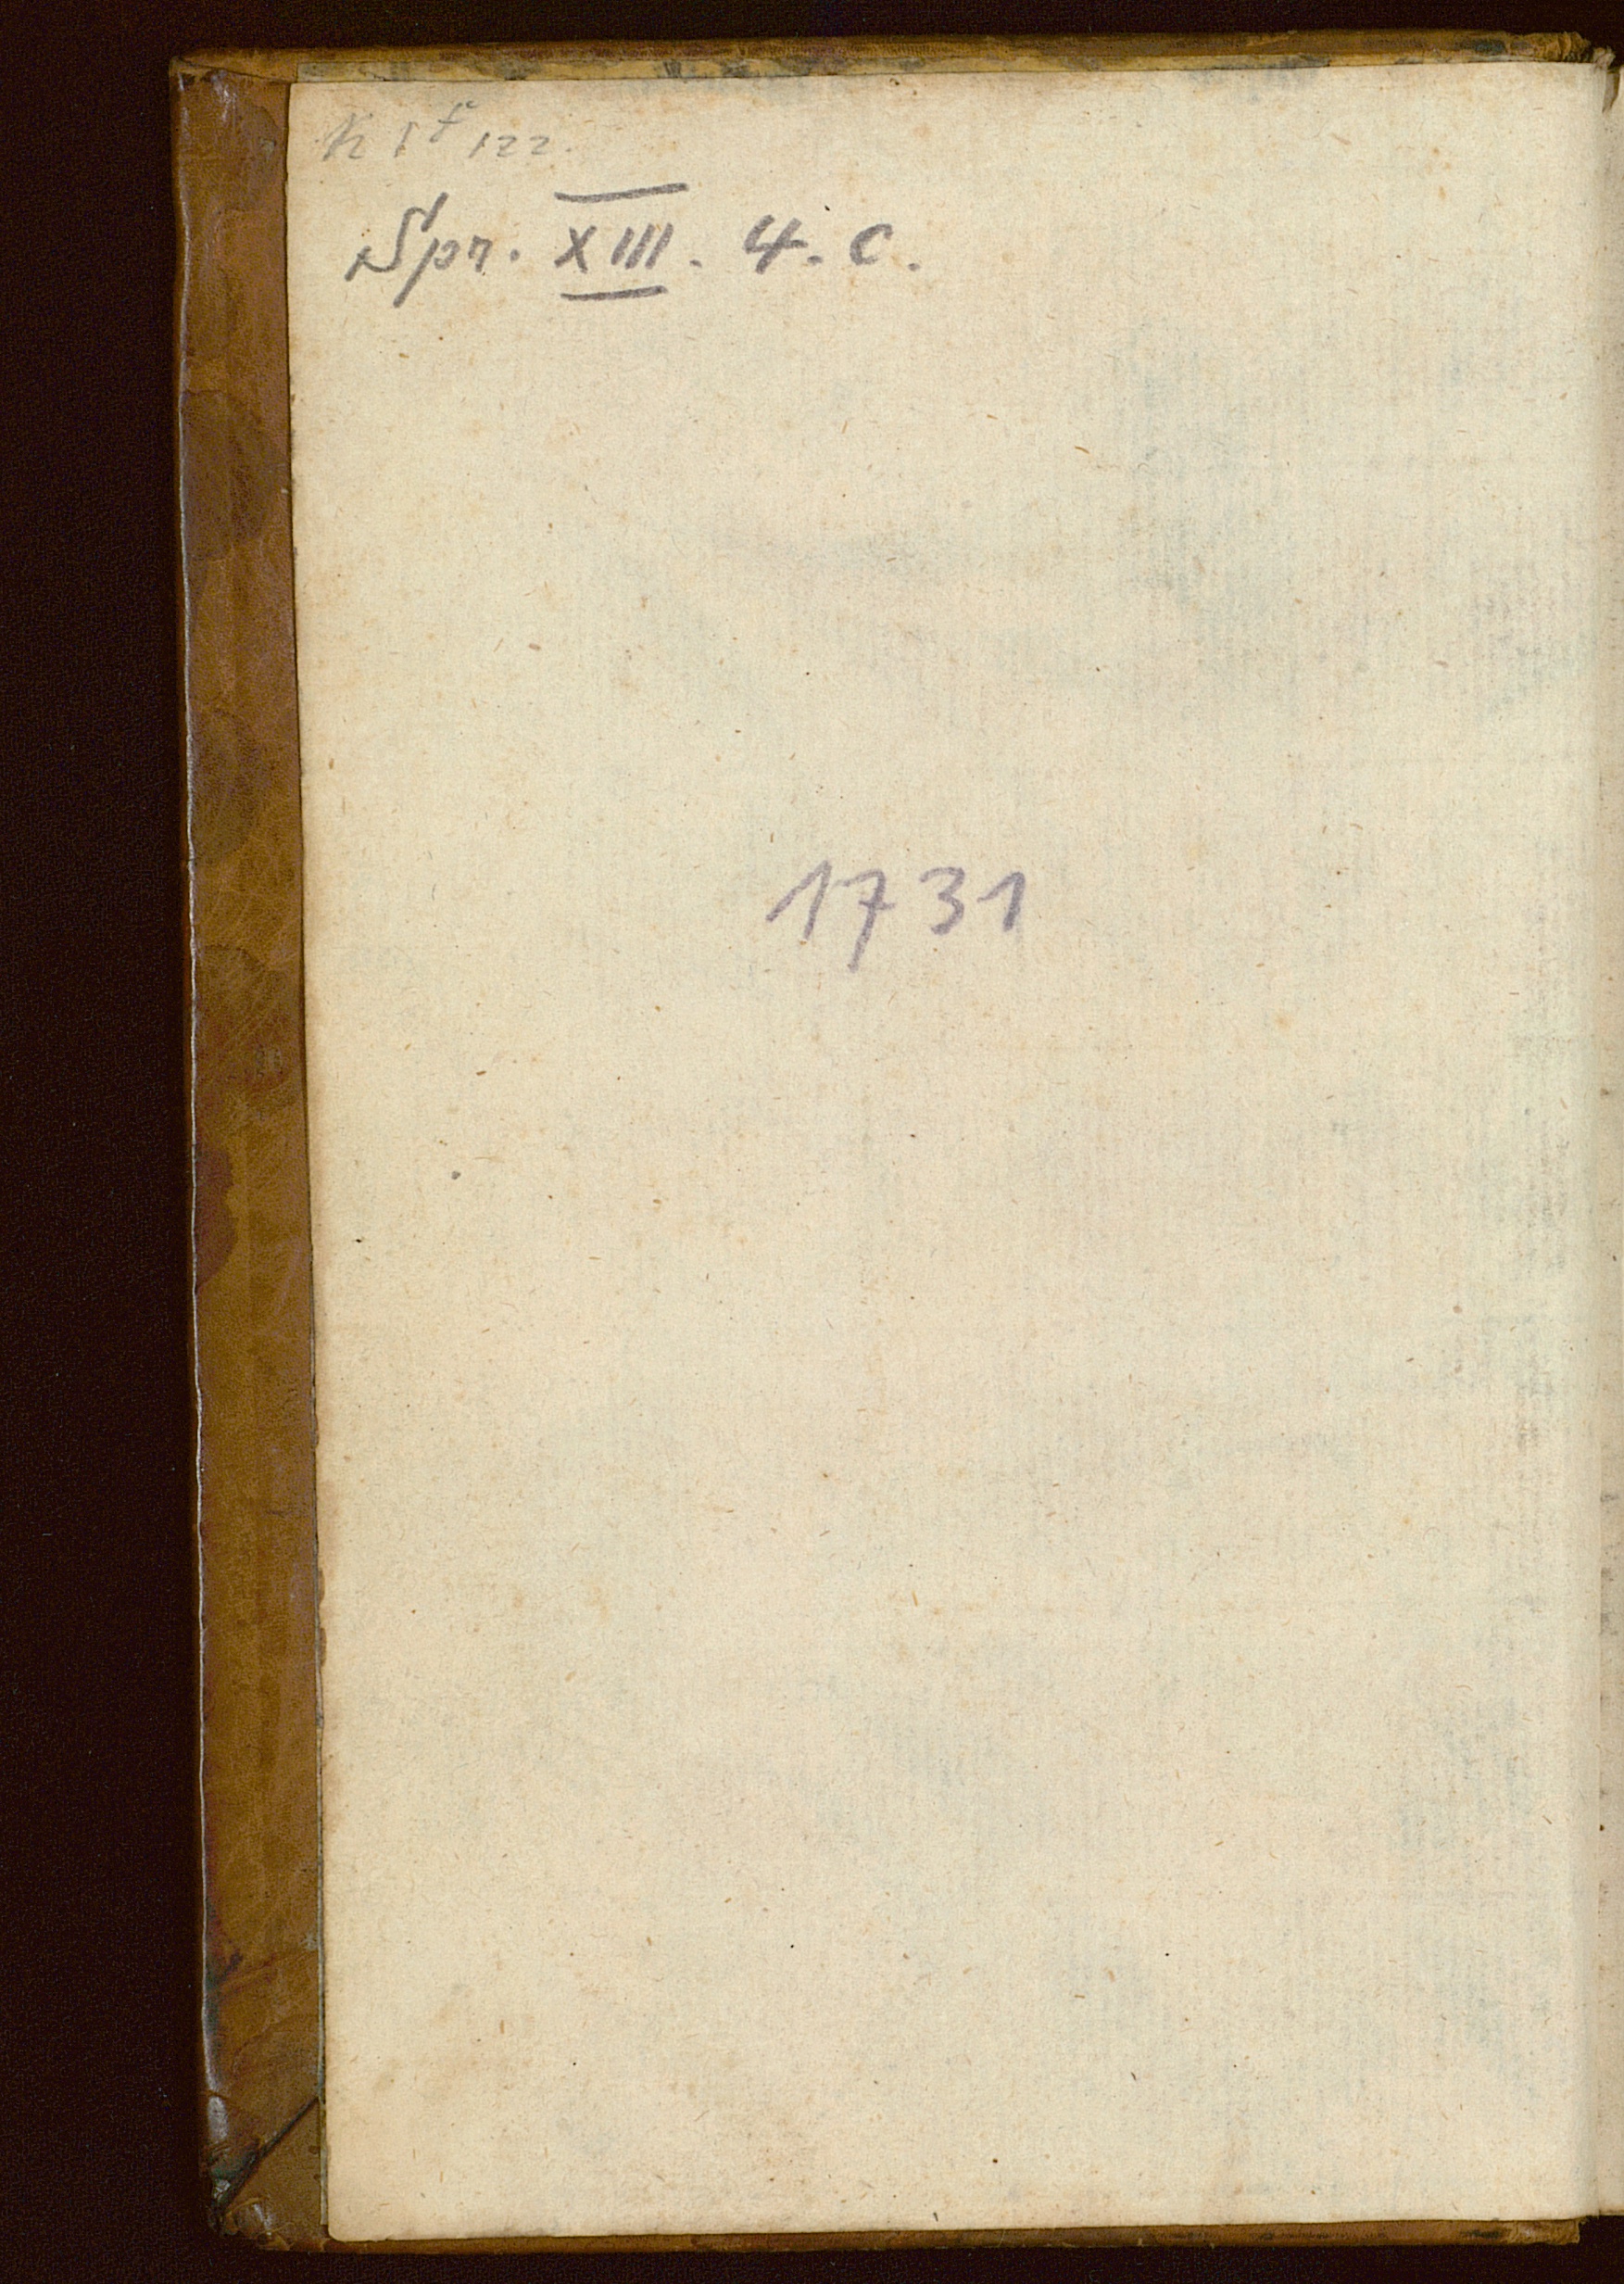 K I f 122.
Spr. XIII. 4. C.
1731